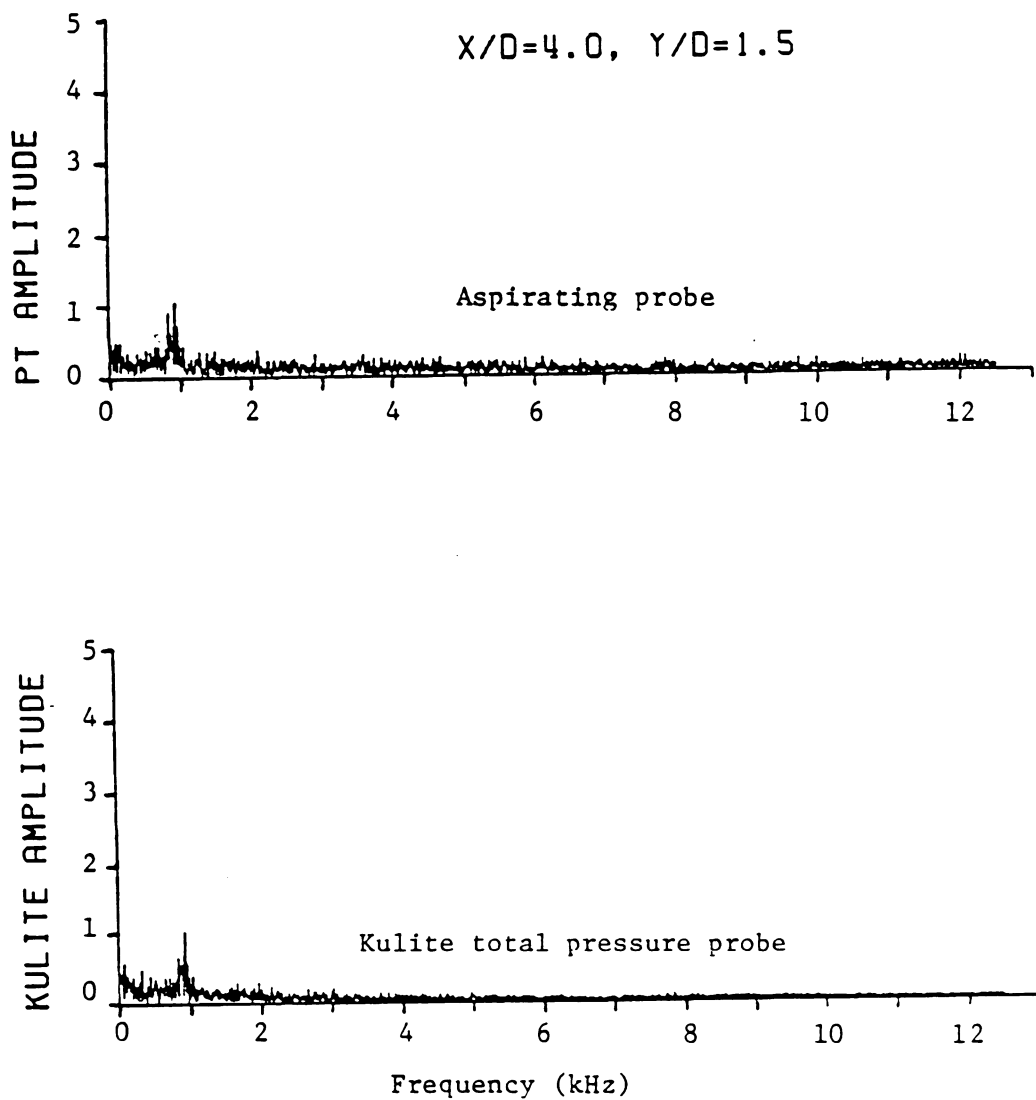 X/D=4.0, Y/D=1.5
PT AMPLITUDE
5
4
3
2
1
0
Aspirating probe
0 2 4 6 8 10 12
KULITE AMPLITUDE
5
4
3
2
1
0
Kulite total pressure probe
0 2 4 6 8 10 12
Frequency (kHz)